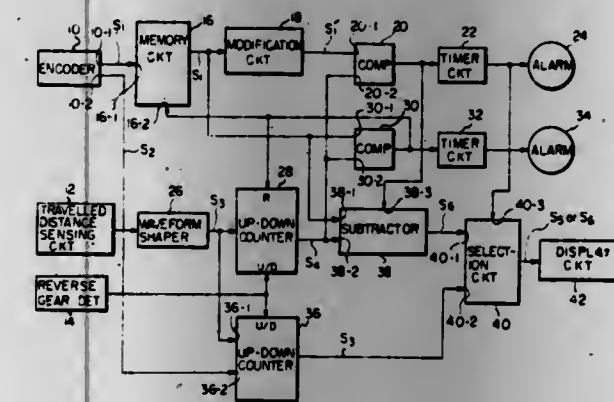 10
10-1
S1
ENCODER
10-2
16-1
16
MEMORY
CKT
16-2
S1
18
MODIFICATION
CKT
S1'
20-1
20
COMP
20-2
22
TIMER
CKT
24
ALARM
30-1
30
COMP
30-2
32
TIMER
CKT
34
ALARM
S2
12
TRAVELLED
DISTANCE
SENSING
CKT
26
WAVEFORM
SHAPER
S3
28
R
UP-DOWN
COUNTER
U/D
S4
38-1
38-3
SUBTRACTOR
38-2
38
S6
40-3
40-1
SELEC-
ION
CKT
40-2
40
S5 or S6
DISPLAY
CKT
42
REVERSE
GEAR DET
14
36-1
U/D
36
UP-DOWN
COUNTER
36-2
S3